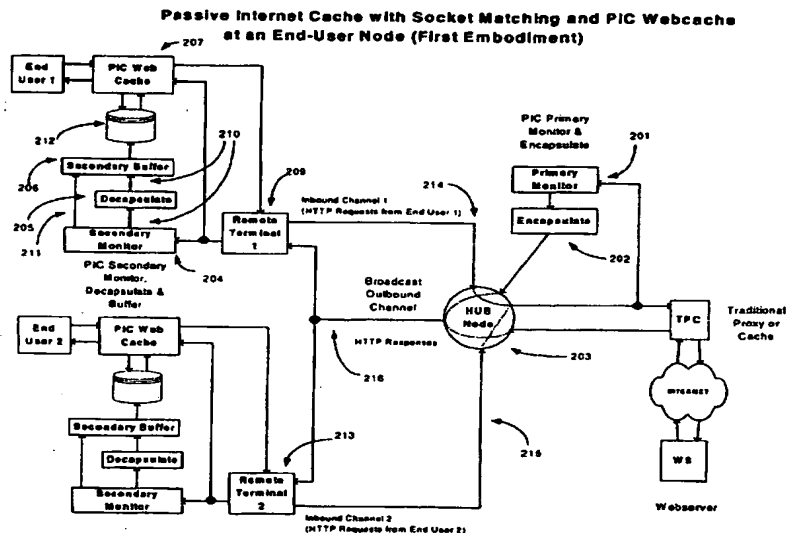 Passive Internet Cache with Socket Matching and PIC Webcache
at an End-User Node (First Embodiment)
207
End
User 1
PIC Web
Cache
212
210
206
Secondary Buffer
205
Decapsulate
211
Secondary
Monitor
204
PIC Secondary
Monitor,
Decapsulate &
Buffer
209
Remote
Terminal
1
Inbound Channel 1
(HTTP Requests from End User 1)
214
PIC Primary
Monitor &
Encapsulate
201
Primary
Monitor
Encapsulate
202
Broadcast
Outbound
Channel
HUB
Node
203
HTTP Responses
216
TPC
Traditional
Proxy or
Cache
INTERNET
WS
Webserver
End
User 2
PIC Web
Cache
Secondary Buffer
Decapsulate
Secondary
Monitor
213
Remote
Terminal
2
215
Inbound Channel 2
(HTTP Requests from End User 2)